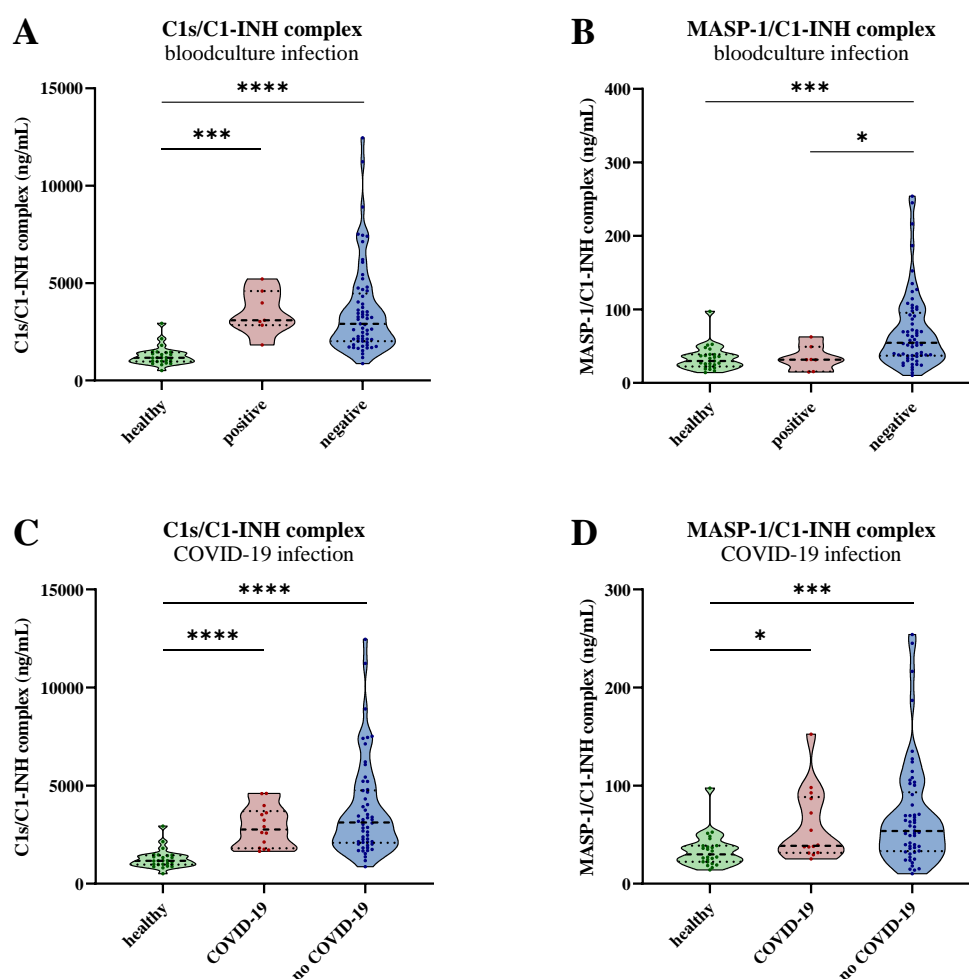 A
C1s/C1-INH complex
bloodculture infection
C1s/C1-INH complex (ng/mL)
15000
10000
5000
0
****
***
healthy
positive
negative
B
MASP-1/C1-INH complex
bloodculture infection
MASP-1/C1-INH complex (ng/mL)
400
300
200
100
0
***
*
healthy
positive
negative
C
C1s/C1-INH complex
COVID-19 infection
C1s/C1-INH complex (ng/mL)
15000
10000
5000
0
****
****
healthy
COVID-19
no COVID-19
D
MASP-1/C1-INH complex
COVID-19 infection
MASP-1/C1-INH complex (ng/mL)
300
200
100
0
***
*
healthy
COVID-19
no COVID-19